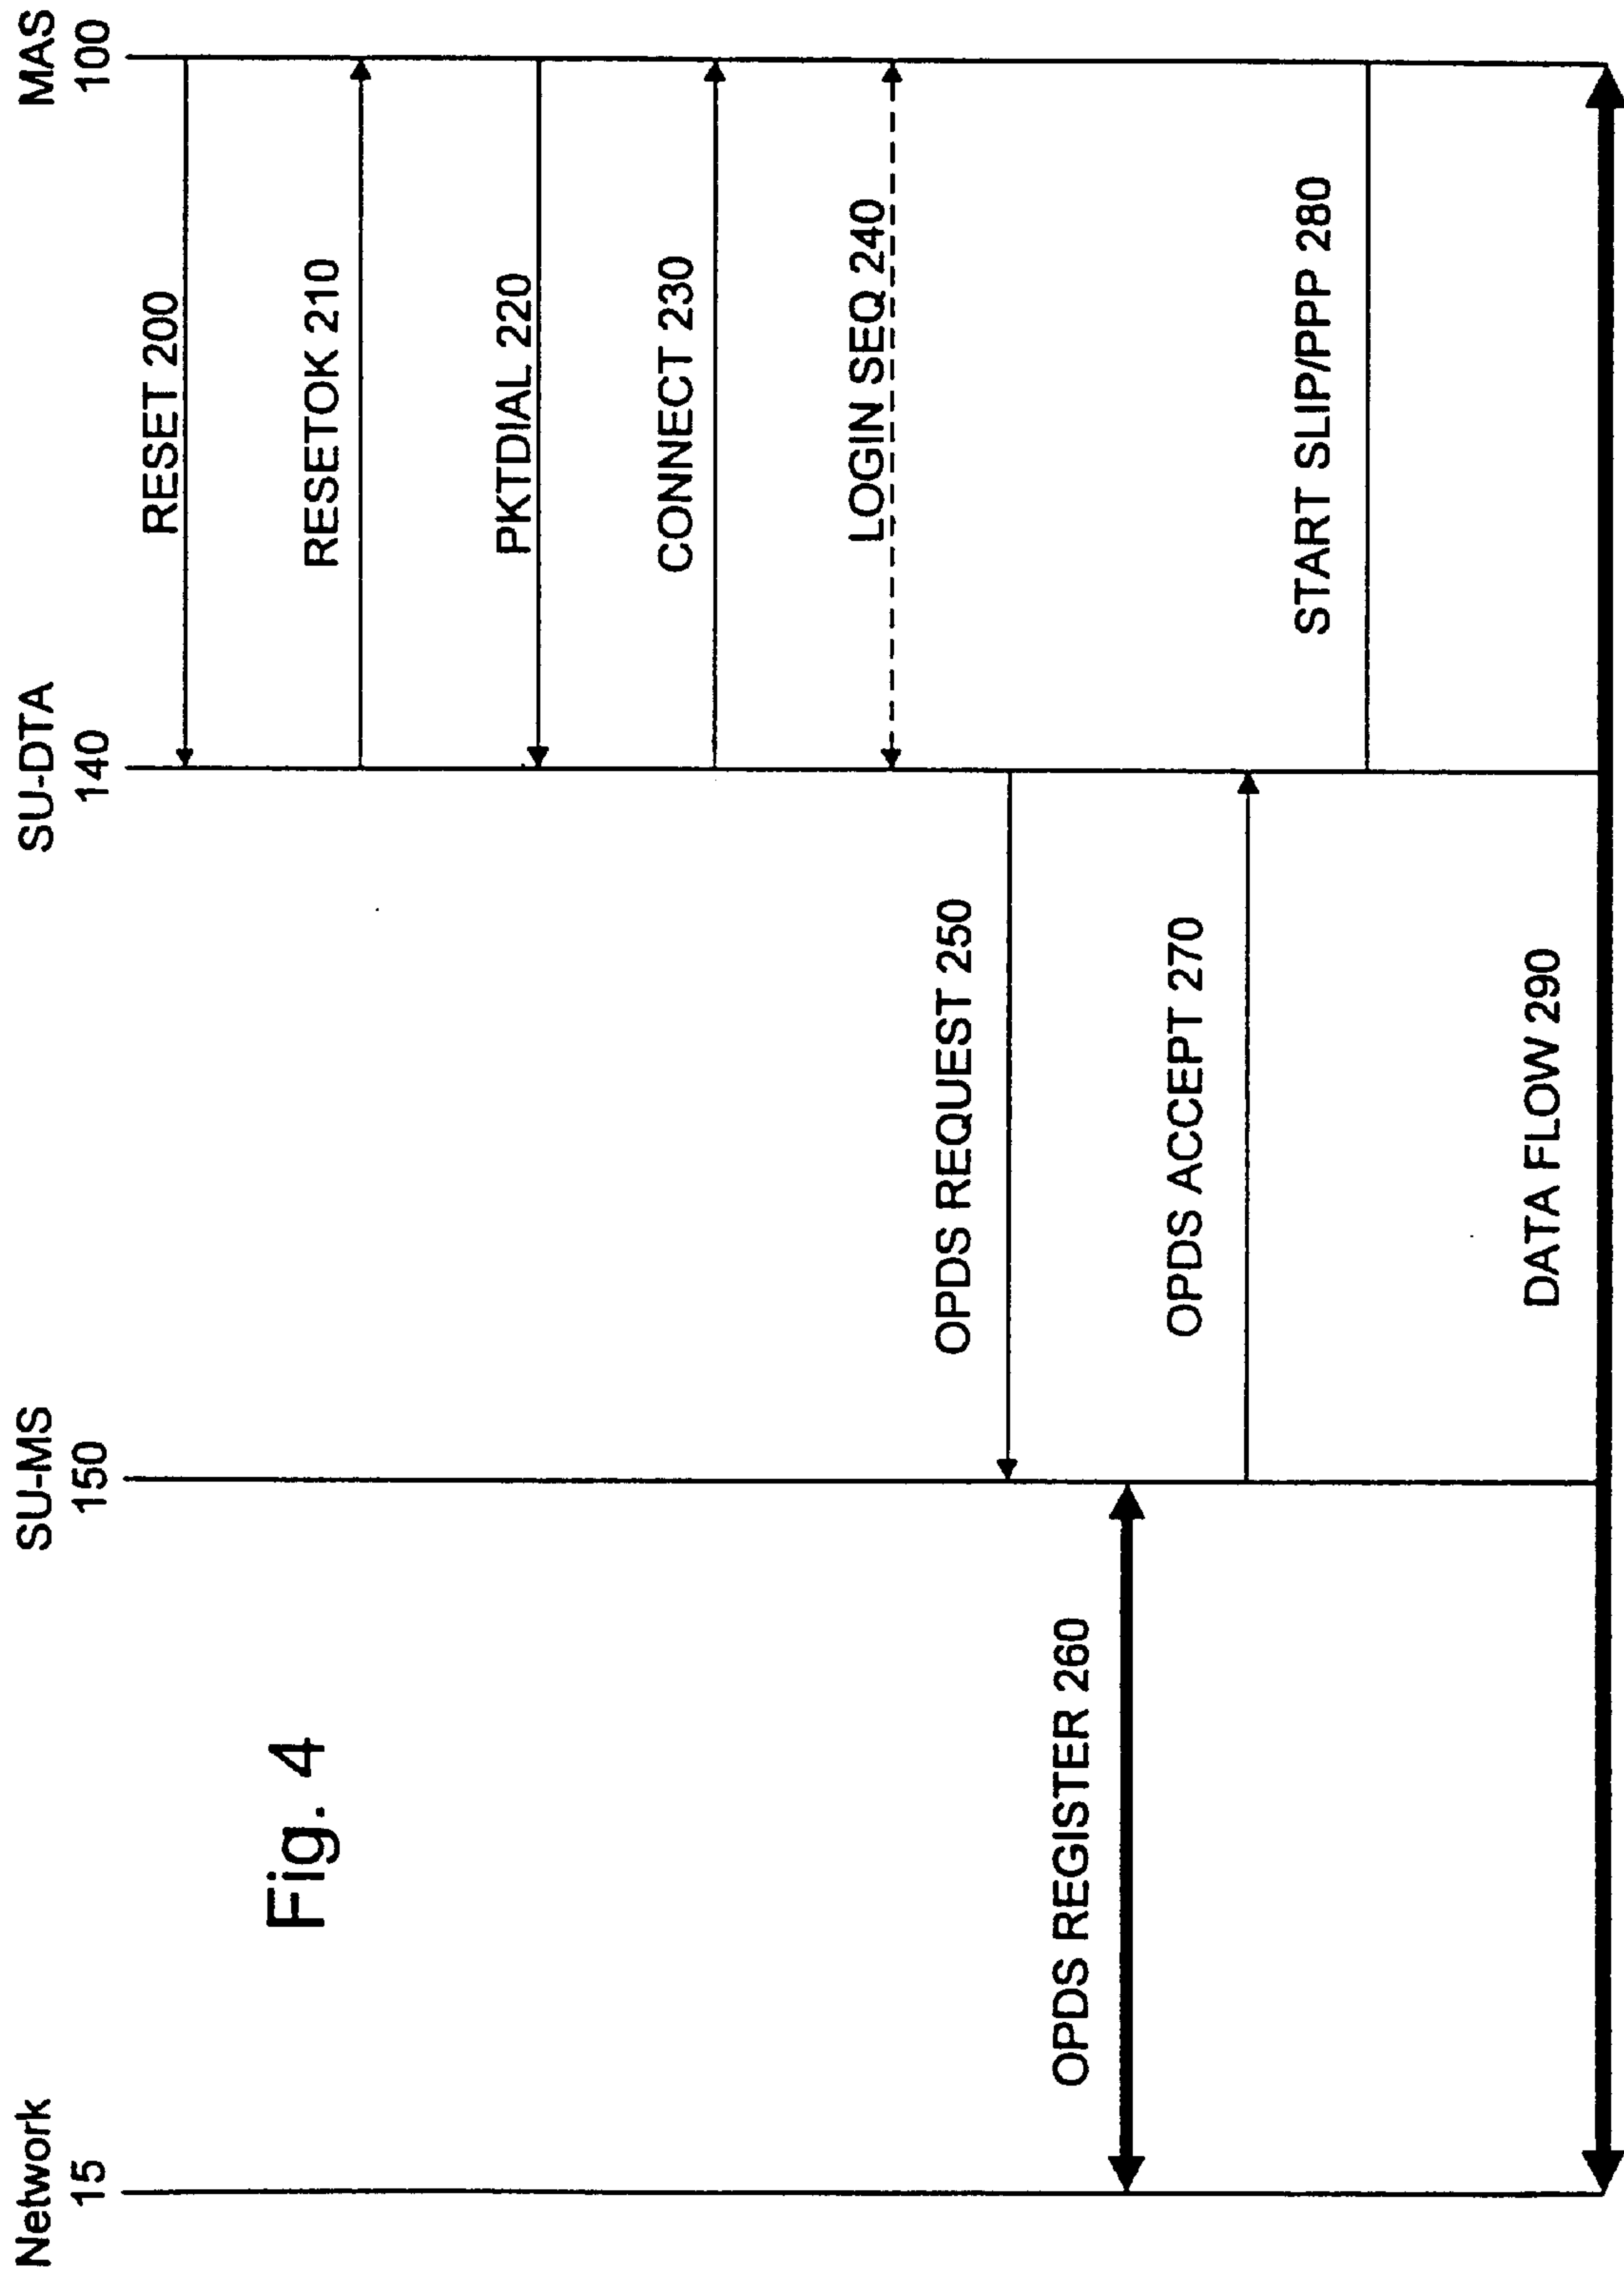 Network
15
SU-MS
150
SU-DTA
140
MAS
100
RESET 200
Fig. 4
RESETOK 210
PKTDIAL 220
CONNECT 230
LOGIN SEQ 240
OPDS REQUEST 250
OPDS REGISTER 260
OPDS ACCEPT 270
START SLIP/PPP 280
DATA FLOW 290